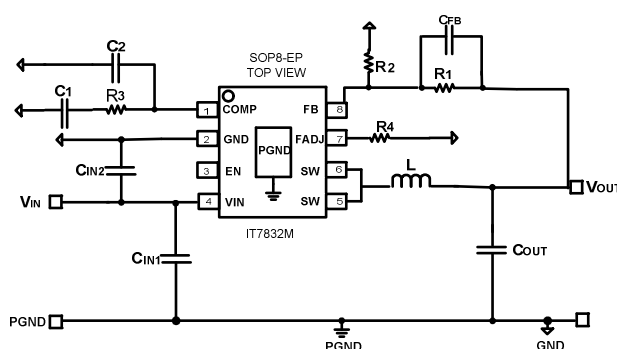 CFB
SOP8-EP
TOP VIEW
C2
R2
R1
C1
R3
1
COMP
FB
8
2
GND
FADJ
7
R4
PGND
3
EN
SW
6
L
CIN2
VIN
4
VIN
SW
5
VOUT
IT7832M
CIN1
COUT
PGND
PGND
GND